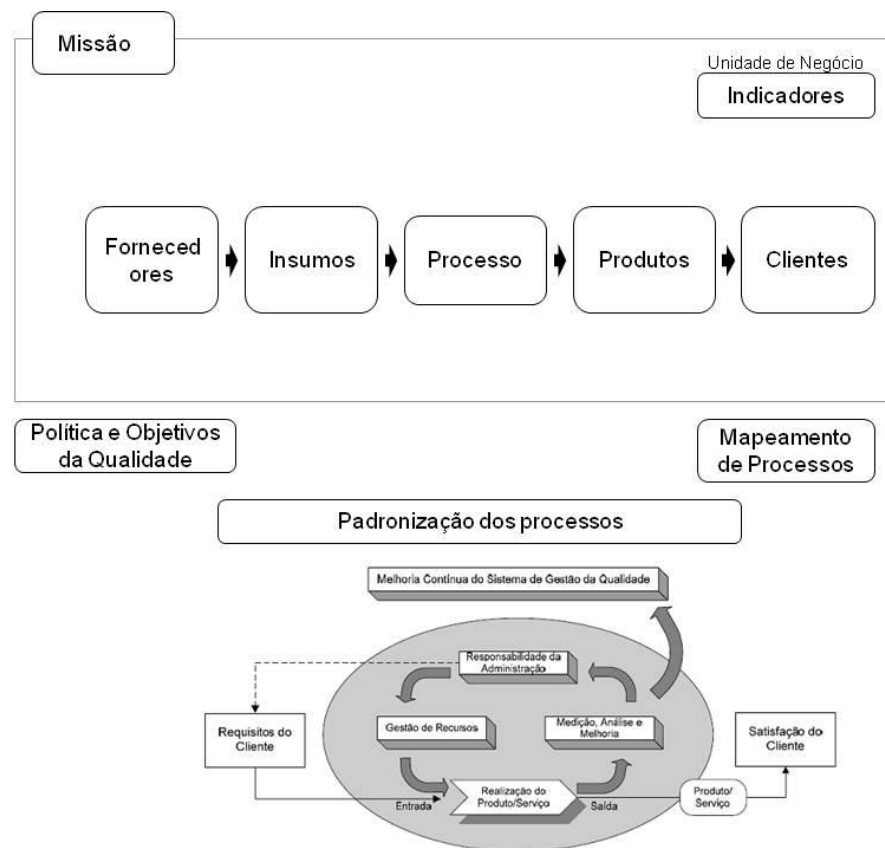 Missão
Unidade de Negócio
Indicadores
Forneced
ores
Insumos
Processo
Produtos
Clientes
Política e Objetivos
da Qualidade
Mapeamento
de Processos
Padronização dos processos
Melhoria Contínua do Sistema de Gestão da Qualidade
Responsabilidade da
Administração
Requisitos do
Cliente
Gestão de Recursos
Medição, Análise e
Melhoria
Satisfação do
Cliente
Entrada
Realização do
Produto/Serviço
Saída
Produto/
Serviço